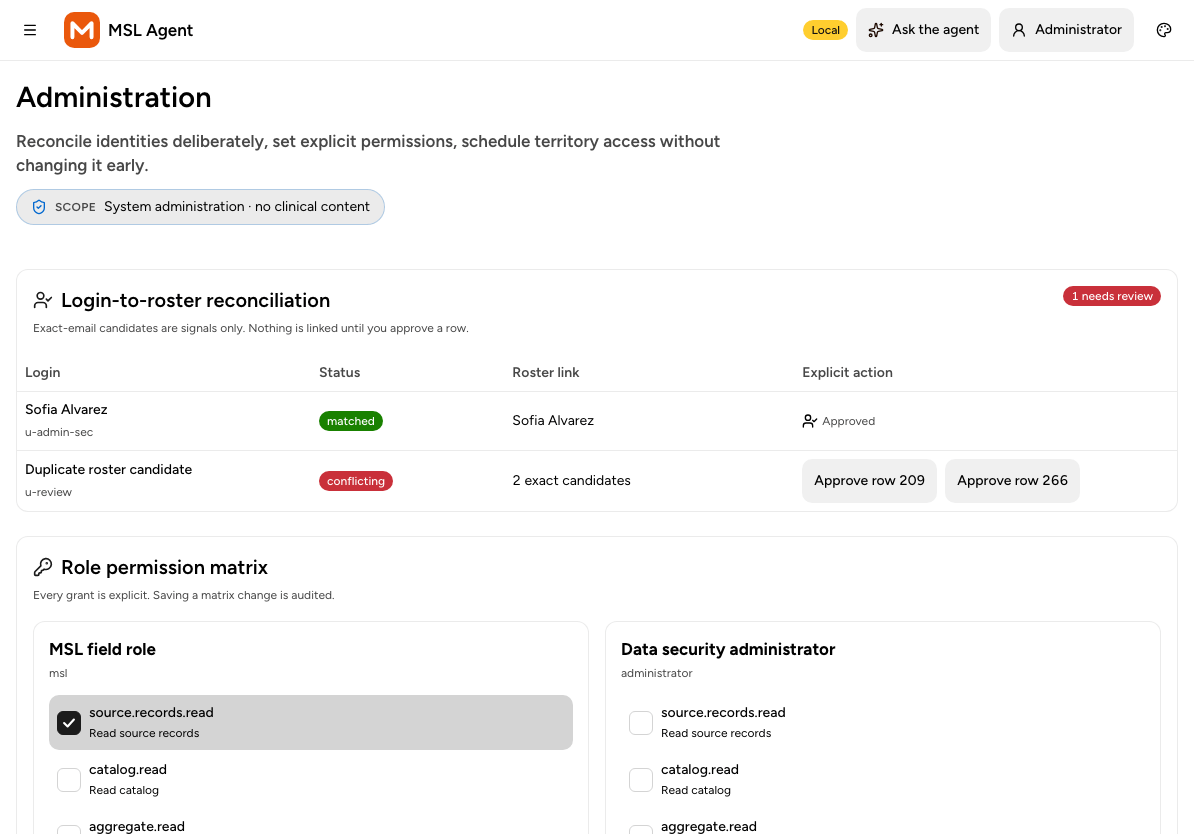 MSL Agent
Local
Ask the agent
Administrator
Administration
Reconcile identities deliberately, set explicit permissions, schedule territory access without
changing it early.
SCOPE System administration · no clinical content
Login-to-roster reconciliation
1 needs review
Exact-email candidates are signals only. Nothing is linked until you approve a row.
Login Status Roster link Explicit action
Sofia Alvarez
u-admin-sec
matched
Sofia Alvarez
Approved
Duplicate roster candidate
u-review
conflicting
2 exact candidates
Approve row 209
Approve row 266
Role permission matrix
Every grant is explicit. Saving a matrix change is audited.
MSL field role
msl
source.records.read
Read source records
catalog.read
Read catalog
aggregate.read
Data security administrator
administrator
source.records.read
Read source records
catalog.read
Read catalog
aggregate.read